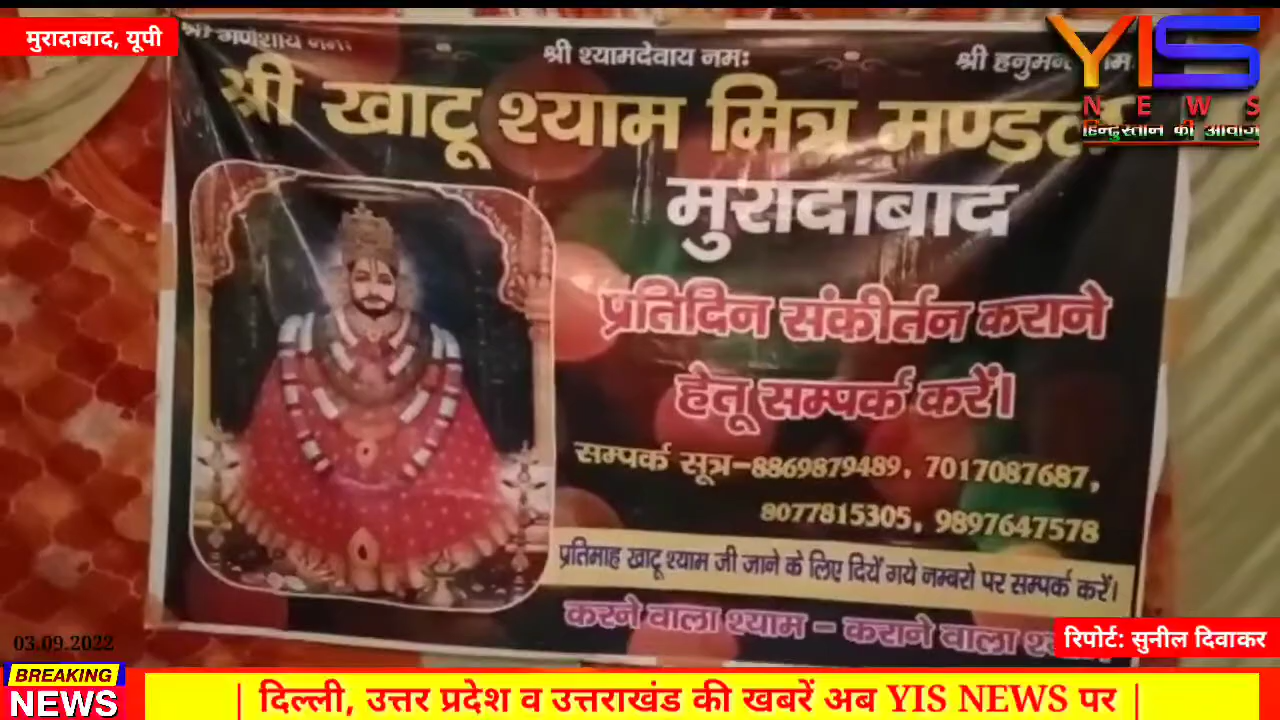 मुरादाबाद, यूपी
श्री गणेशाय नमः
श्री श्यामदेवाय नमः
श्री
YIS
NEWS
हिन्दुस्तान की आवाज
श्री खाटू श्याम मित्र मण्डल
मुरादाबाद
प्रतिदिन संकीर्तन कराने
हेतू सम्पर्क करें।
सम्पर्क सूत्र-8869879489, 7017087687,
8077815305, 9897647578
प्रतिमाह खाटू श्याम जी जाने के लिए दियें गये नम्बरो पर सम्पर्क करें।
करने वाला श्याम - कराने वाला
03.09.2022
रिपोर्ट: सुनील दिवाकर
BREAKING
NEWS
| दिल्ली, उत्तर प्रदेश व उत्तराखंड की खबरें अब YIS NEWS पर |